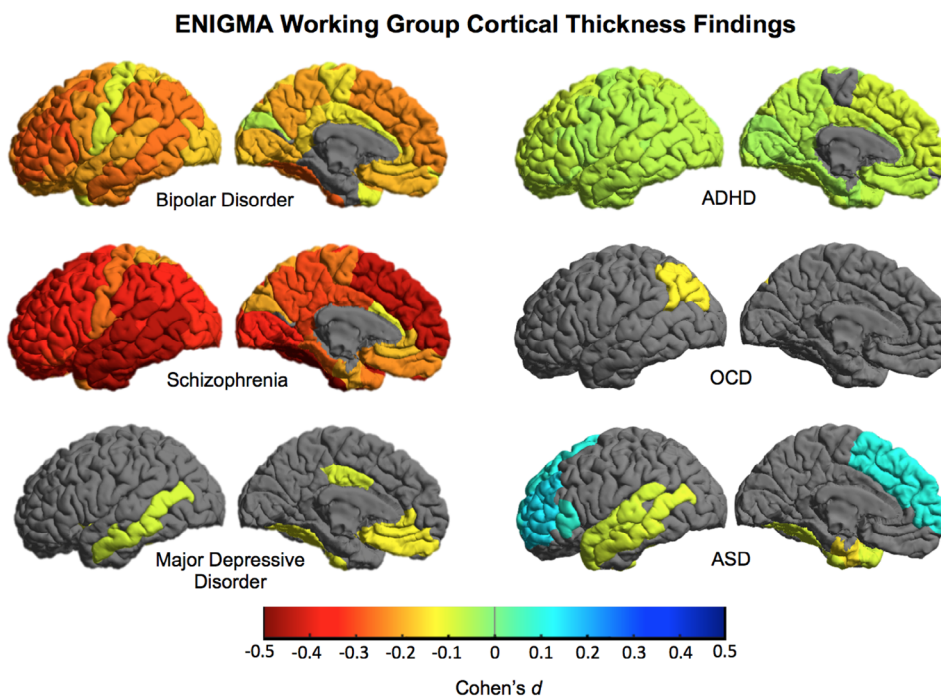 ENIGMA Working Group Cortical Thickness Findings
Bipolar Disorder
ADHD
Schizophrenia
OCD
Major Depressive
Disorder
ASD
-0.5 -0.4 -0.3 -0.2 -0.1 0 0.1 0.2 0.3 0.4 0.5
Cohen's d